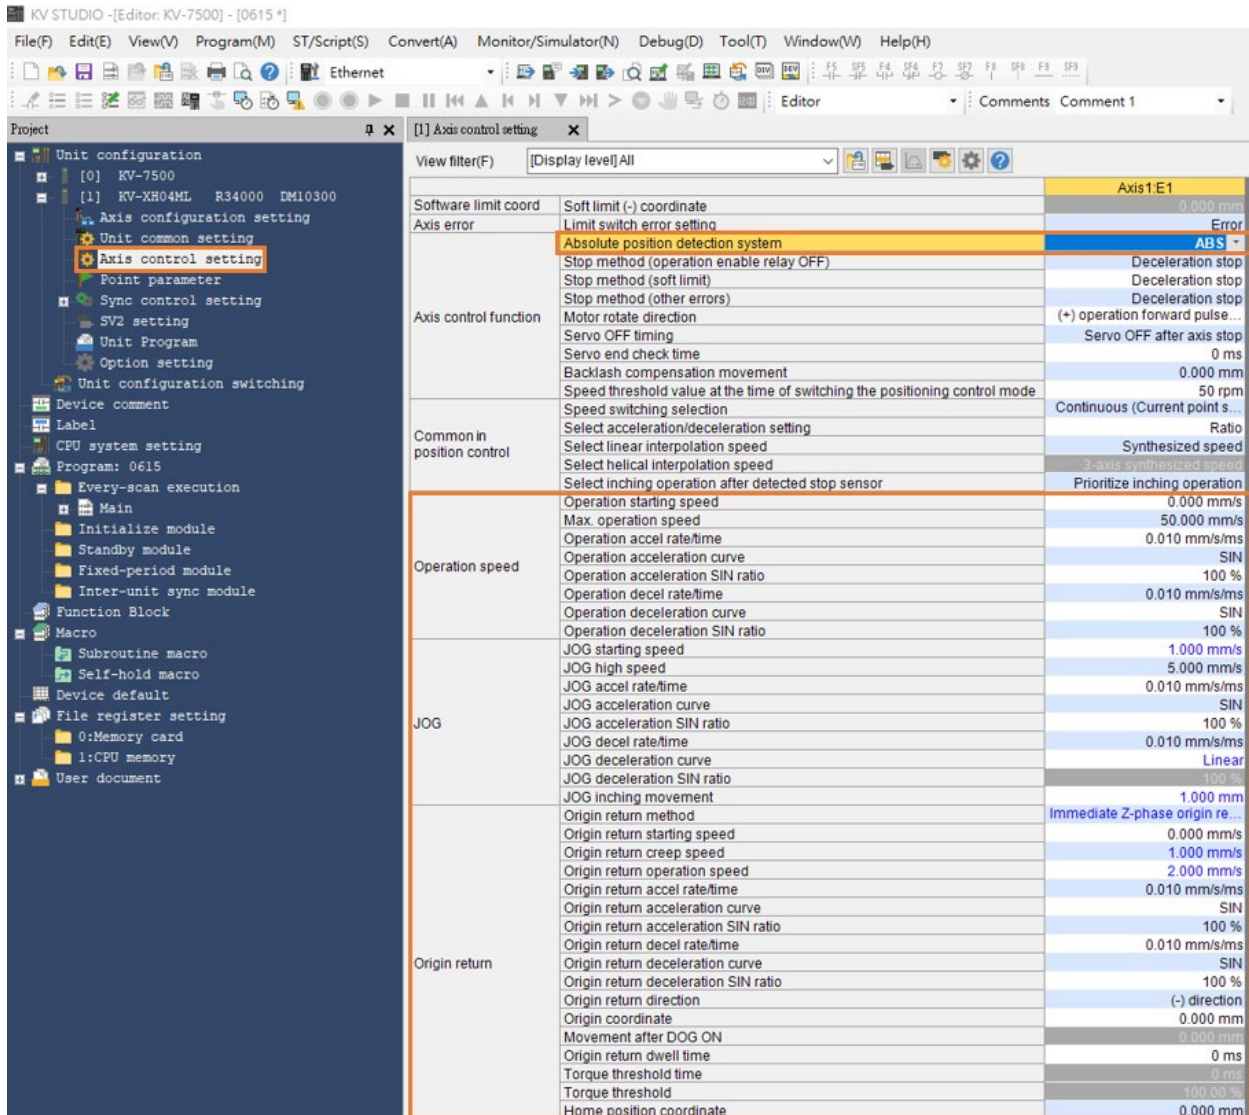 KV STUDIO -[Editor: KV-7500] - [0615 *]
File(F) Edit(E) View(V) Program(M) ST/Script(S) Convert(A) Monitor/Simulator(N) Debug(D) Tool(T) Window(W) Help(H)
Ethernet F5 SF5 F4 SF4 F7 SF7 F8 SF8 F9 SF9
Editor Comments Comment 1
Project
Unit configuration
[0] KV-7500
[1] KV-XH04ML R34000 DM10300
Axis configuration setting
Unit common setting
Axis control setting
Point parameter
Sync control setting
SV2 setting
Unit Program
Option setting
Unit configuration switching
Device comment
Label
CPU system setting
Program: 0615
Every-scan execution
Main
Initialize module
Standby module
Fixed-period module
Inter-unit sync module
Function Block
Macro
Subroutine macro
Self-hold macro
Device default
File register setting
0:Memory card
1:CPU memory
User document
[1] Axis control setting
View filter(F) [Display level] All
Axis1:E1
Software limit coord Soft limit (-) coordinate 0.000 mm
Axis error Limit switch error setting Error
Absolute position detection system ABS
Stop method (operation enable relay OFF) Deceleration stop
Stop method (soft limit) Deceleration stop
Stop method (other errors) Deceleration stop
Axis control function Motor rotate direction (+) operation forward pulse...
Servo OFF timing Servo OFF after axis stop
Servo end check time 0 ms
Backlash compensation movement 0.000 mm
Speed threshold value at the time of switching the positioning control mode 50 rpm
Speed switching selection Continuous (Current point s...
Select acceleration/deceleration setting Ratio
Common in position control Select linear interpolation speed Synthesized speed
Select helical interpolation speed 3-axis synthesized speed
Select inching operation after detected stop sensor Prioritize inching operation
Operation starting speed 0.000 mm/s
Max. operation speed 50.000 mm/s
Operation accel rate/time 0.010 mm/s/ms
Operation acceleration curve SIN
Operation speed Operation acceleration SIN ratio 100 %
Operation decel rate/time 0.010 mm/s/ms
Operation deceleration curve SIN
Operation deceleration SIN ratio 100 %
JOG starting speed 1.000 mm/s
JOG high speed 5.000 mm/s
JOG accel rate/time 0.010 mm/s/ms
JOG acceleration curve SIN
JOG JOG acceleration SIN ratio 100 %
JOG decel rate/time 0.010 mm/s/ms
JOG deceleration curve Linear
JOG deceleration SIN ratio 100 %
JOG inching movement 1.000 mm
Origin return method Immediate Z-phase origin re...
Origin return starting speed 0.000 mm/s
Origin return creep speed 1.000 mm/s
Origin return operation speed 2.000 mm/s
Origin return accel rate/time 0.010 mm/s/ms
Origin return acceleration curve SIN
Origin return acceleration SIN ratio 100 %
Origin return decel rate/time 0.010 mm/s/ms
Origin return Origin return deceleration curve SIN
Origin return deceleration SIN ratio 100 %
Origin return direction (-) direction
Origin coordinate 0.000 mm
Movement after DOG ON 0.000 mm
Origin return dwell time 0 ms
Torque threshold time 0 ms
Torque threshold 100.00 %
Home position coordinate 0.000 mm